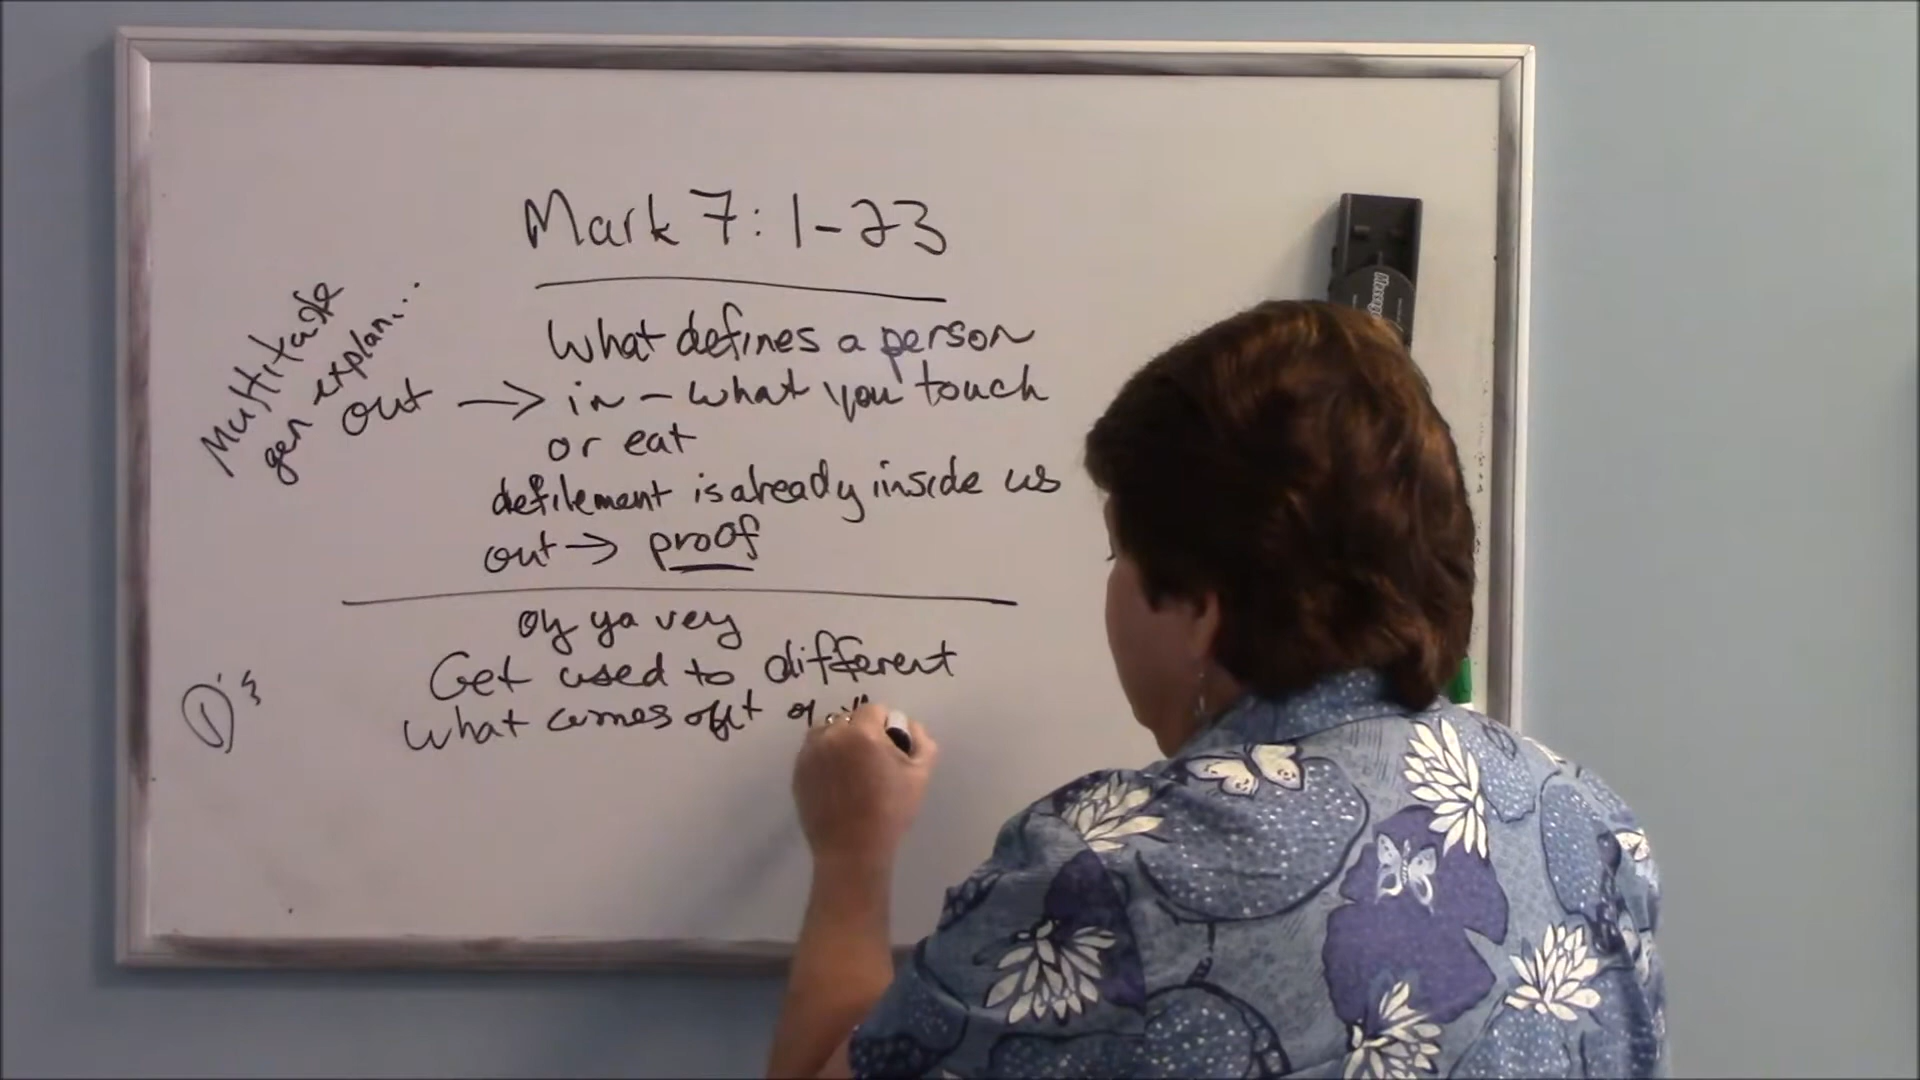 Mark 7: 1-23
Multitude
gen explan...
out → in - what you touch
What defines a person
or eat
defilement is already inside us
out → proof
Oy ya vey
Get used to different
D's
what comes out of